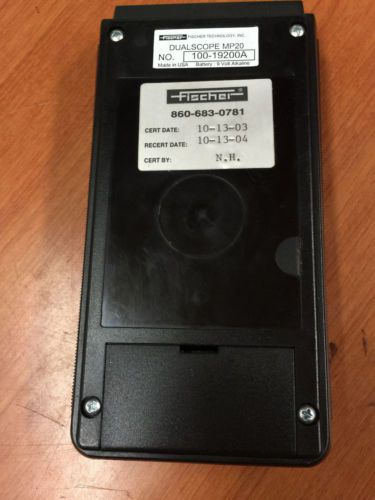 Fischer FISCHER TECHNOLOGY, INC.
DUALSCOPE MP20
NO. 100-19200A
Made in USA Battery : 9 Volt Alkaline
Fischer®
860-683-0781
CERT DATE: 10-13-03
RECERT DATE: 10-13-04
CERT BY: N.H.